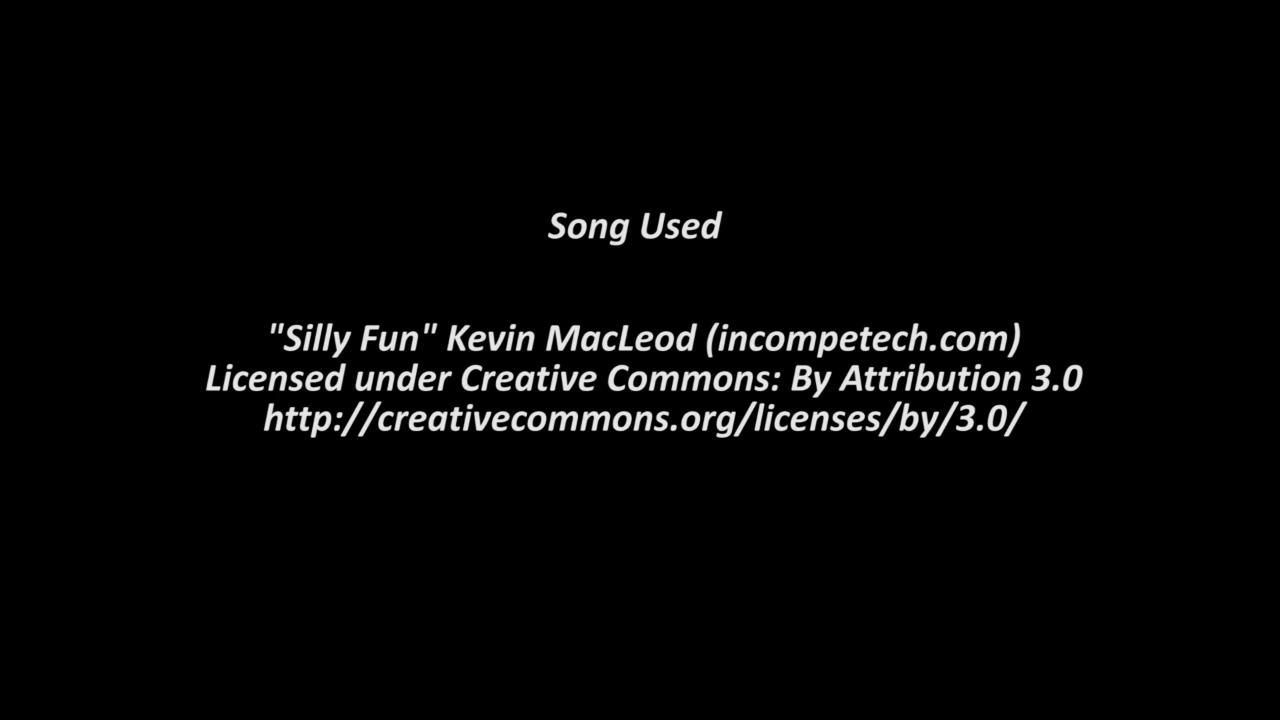 Song Used
"Silly Fun" Kevin MacLeod (incompetech.com)
Licensed under Creative Commons: By Attribution 3.0
http://creativecommons.org/licenses/by/3.0/